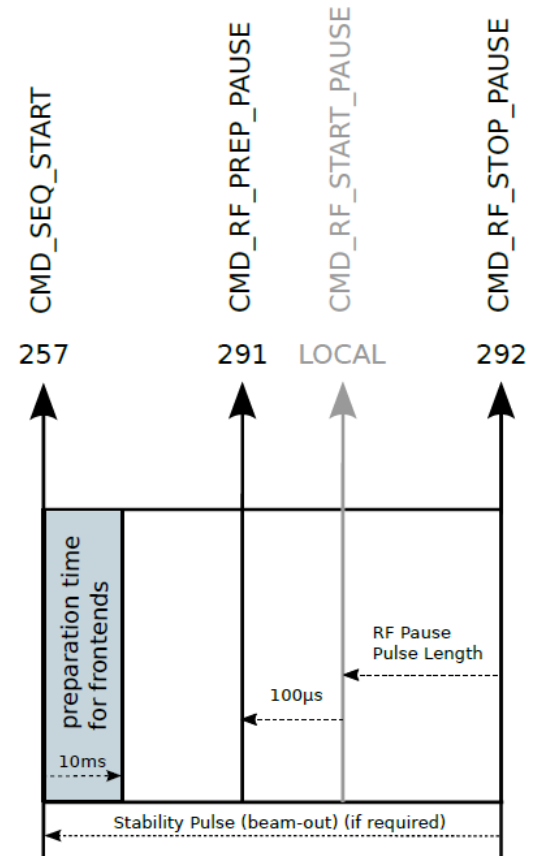 CMD_SEQ_START
CMD_RF_PREP_PAUSE
CMD_RF_START_PAUSE
CMD_RF_STOP_PAUSE
257
291
LOCAL
292
preparation time
for frontends
10ms
100µs
RF Pause
Pulse Length
Stability Pulse (beam-out) (if required)